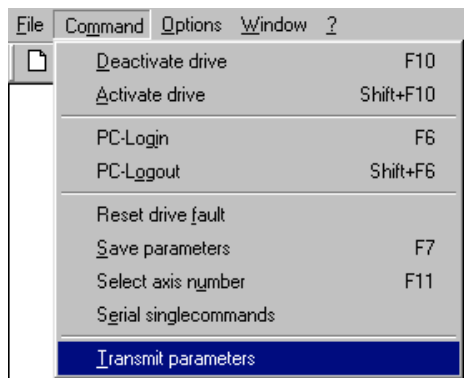 File Command Options Window ?
Deactivate drive F10
Activate drive Shift+F10
PC-Login F6
PC-Logout Shift+F6
Reset drive fault
Save parameters F7
Select axis number F11
Serial singlecommands
Transmit parameters